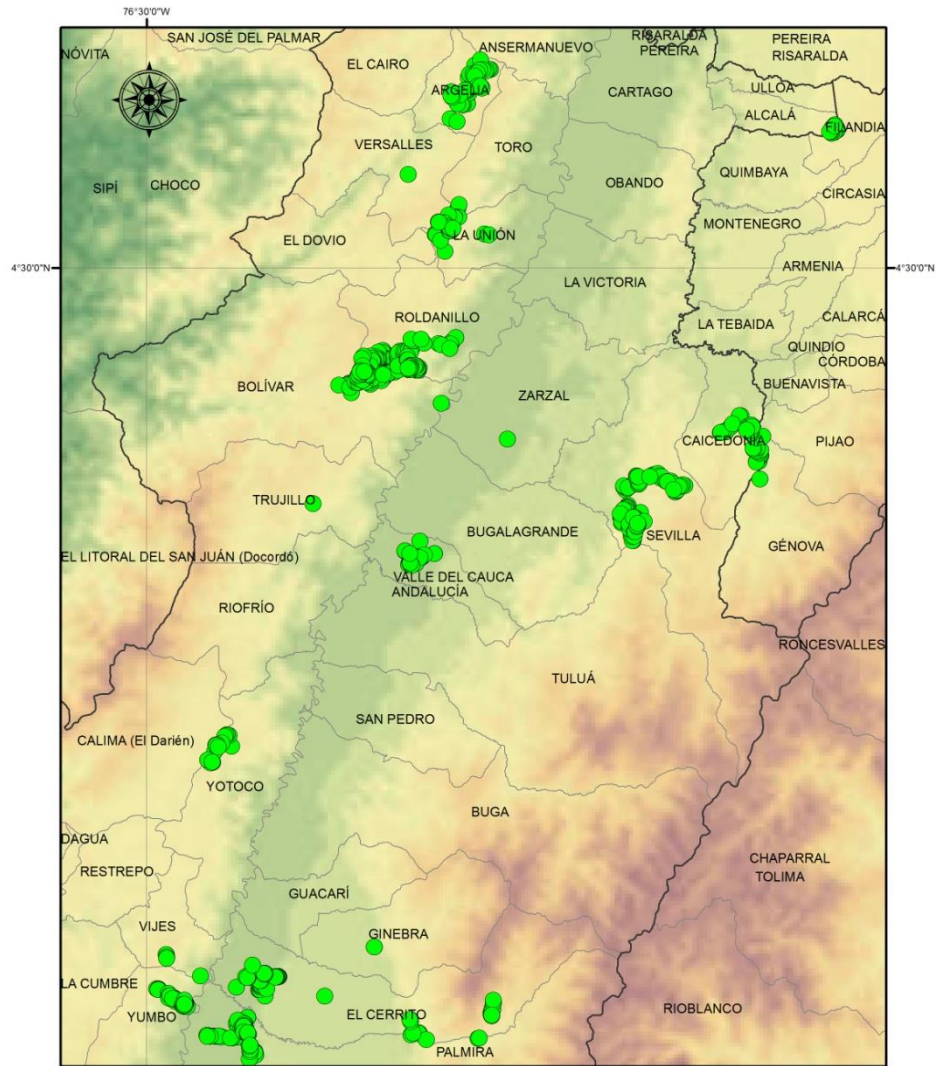 76°30'0"W
SAN JOSÉ DEL PALMAR
NÓVITA
ANSERMANUEVO
RISARALDA
PEREIRA
PEREIRA
RISARALDA
EL CAIRO
ARGELIA
CARTAGO
ULLOA
ALCALÁ
FILANDIA
VERSALLES
TORO
SIPÍ
CHOCO
OBANDO
QUIMBAYA
CIRCASIA
MONTENEGRO
EL DOVIO
LA UNIÓN
4°30'0"N
4°30'0"N
ARMENIA
LA VICTORIA
ROLDANILLO
LA TEBAIDA
CALARCÁ
QUINDIO
CÓRDOBA
BUENAVISTA
BOLÍVAR
ZARZAL
CAICEDONIA
PIJAO
TRUJILLO
BUGALAGRANDE
SEVILLA
GÉNOVA
EL LITORAL DEL SAN JUÁN (Docordó)
VALLE DEL CAUCA
ANDALUCÍA
RIOFRÍO
RONCESVALLES
TULUÁ
SAN PEDRO
CALIMA (El Darién)
YOTOCO
BUGA
DAGUA
RESTREPO
CHAPARRAL
TOLIMA
GUACARÍ
VIJES
GINEBRA
LA CUMBRE
YUMBO
EL CERRITO
RIOBLANCO
PALMIRA